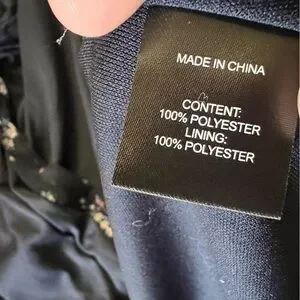 MADE IN CHINA
CONTENT:
100% POLYESTER
LINING:
100% POLYESTER